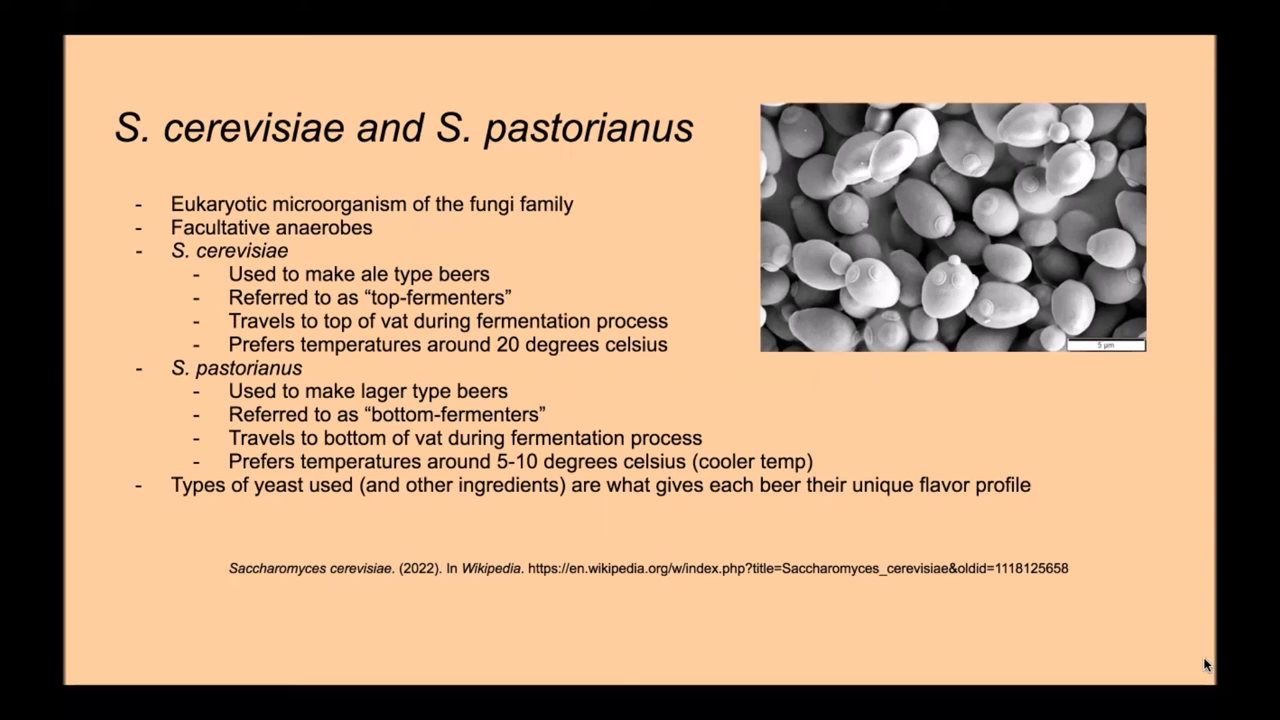 S. cerevisiae and S. pastorianus
- Eukaryotic microorganism of the fungi family
- Facultative anaerobes
- S. cerevisiae
- Used to make ale type beers
- Referred to as “top-fermenters”
- Travels to top of vat during fermentation process
- Prefers temperatures around 20 degrees celsius
- S. pastorianus
- Used to make lager type beers
- Referred to as “bottom-fermenters”
- Travels to bottom of vat during fermentation process
- Prefers temperatures around 5-10 degrees celsius (cooler temp)
- Types of yeast used (and other ingredients) are what gives each beer their unique flavor profile
5 µm
Saccharomyces cerevisiae. (2022). In Wikipedia. https://en.wikipedia.org/w/index.php?title=Saccharomyces_cerevisiae&oldid=1118125658